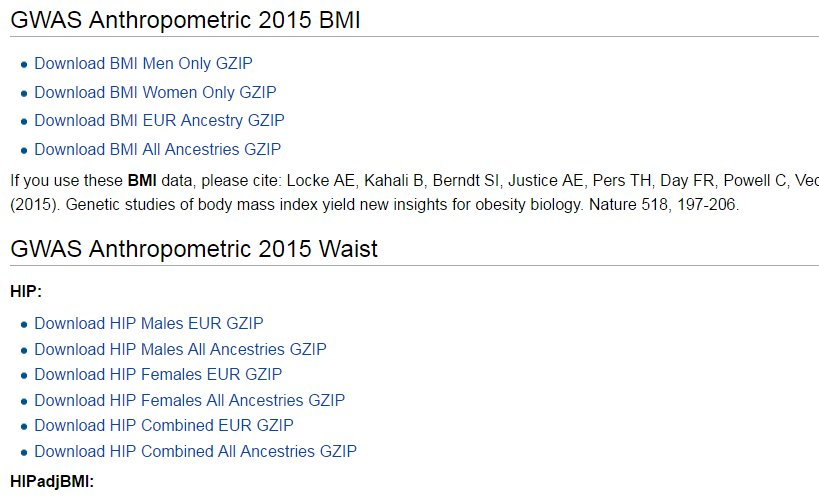 GWAS Anthropometric 2015 BMI
Download BMI Men Only GZIP
Download BMI Women Only GZIP
Download BMI EUR Ancestry GZIP
Download BMI All Ancestries GZIP
If you use these BMI data, please cite: Locke AE, Kahali B, Berndt SI, Justice AE, Pers TH, Day FR, Powell C,
(2015). Genetic studies of body mass index yield new insights for obesity biology. Nature 518, 197-206.
GWAS Anthropometric 2015 Waist
HIP:
Download HIP Males EUR GZIP
Download HIP Males All Ancestries GZIP
Download HIP Females EUR GZIP
Download HIP Females All Ancestries GZIP
Download HIP Combined EUR GZIP
Download HIP Combined All Ancestries GZIP
HIPadjBMI: